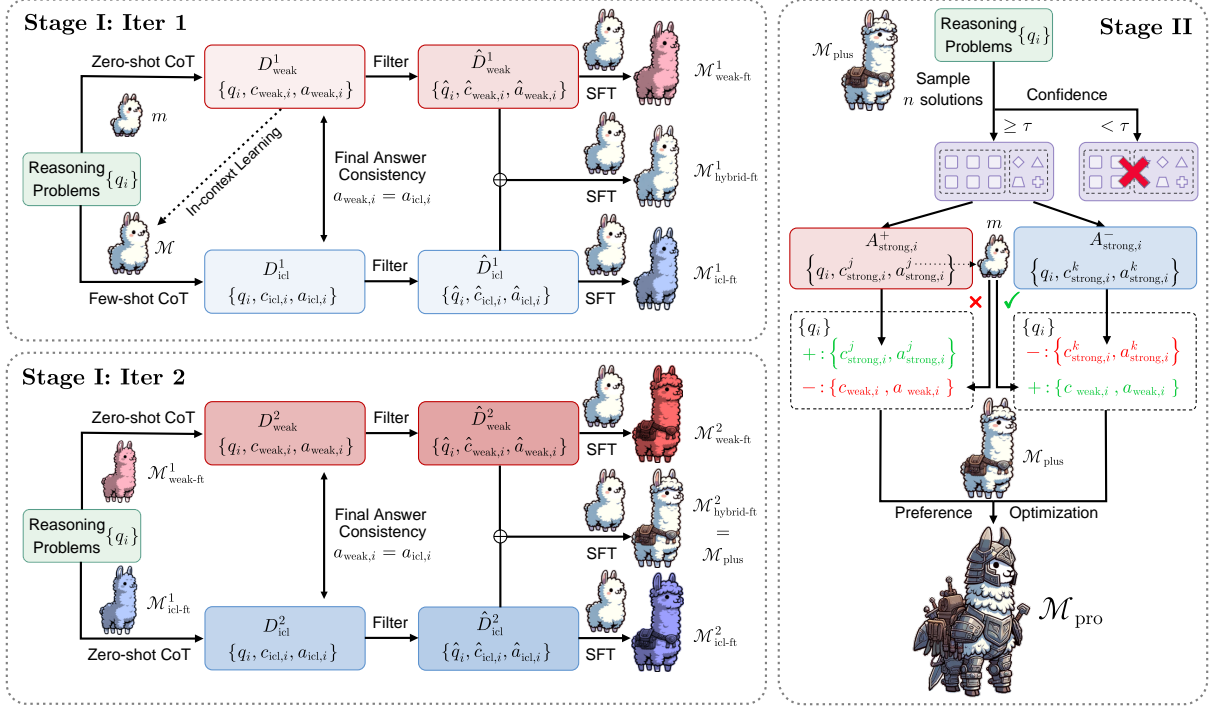 Stage I: Iter 1
Zero-shot CoT
m
Reasoning
Problems {q_i}
In-context Learning
ℳ
Few-shot CoT
D^1_weak
{q_i, c_weak,i, a_weak,i}
Filter
D̂^1_weak
{q̂_i, ĉ_weak,i, â_weak,i}
SFT
ℳ^1_weak-ft
Final Answer
Consistency
a_weak,i = a_icl,i
SFT
ℳ^1_hybrid-ft
D^1_icl
{q_i, c_icl,i, a_icl,i}
Filter
D̂^1_icl
{q̂_i, ĉ_icl,i, â_icl,i}
SFT
ℳ^1_icl-ft
Stage I: Iter 2
Zero-shot CoT
ℳ^1_weak-ft
Reasoning
Problems {q_i}
ℳ^1_icl-ft
Zero-shot CoT
D^2_weak
{q_i, c_weak,i, a_weak,i}
Filter
D̂^2_weak
{q̂_i, ĉ_weak,i, â_weak,i}
SFT
ℳ^2_weak-ft
Final Answer
Consistency
a_weak,i = a_icl,i
SFT
ℳ^2_hybrid-ft
=
ℳ_plus
D^2_icl
{q_i, c_icl,i, a_icl,i}
Filter
D̂^2_icl
{q̂_i, ĉ_icl,i, â_icl,i}
SFT
ℳ^2_icl-ft
Stage II
ℳ_plus
Reasoning
Problems {q_i}
Sample
n solutions
Confidence
≥ τ
< τ
A^+_strong,i
{q_i, c^j_strong,i, a^j_strong,i}
m
A^-_strong,i
{q_i, c^k_strong,i, a^k_strong,i}
{q_i}
+ : {c^j_strong,i, a^j_strong,i}
− : {c_weak,i , a_weak,i}
{q_i}
− : {c^k_strong,i, a^k_strong,i}
+ : {c_weak,i , a_weak,i}
ℳ_plus
Preference Optimization
ℳ_pro